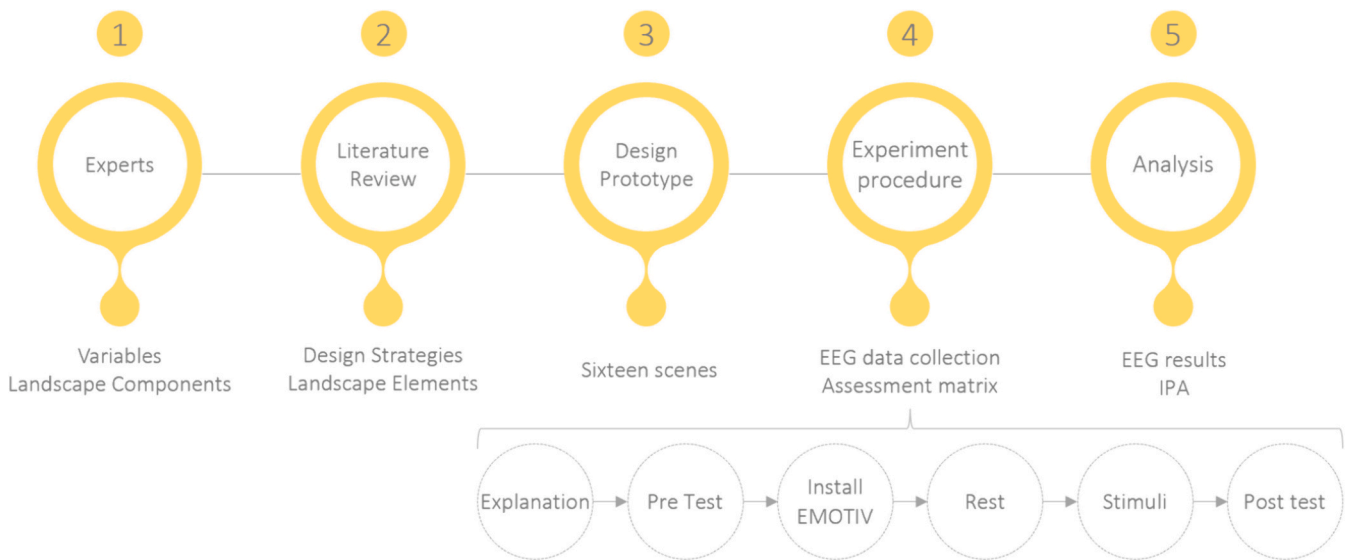 1
2
3
4
5
Experts
Literature
Review
Design
Prototype
Experiment
procedure
Analysis
Variables
Landscape Components
Design Strategies
Landscape Elements
Sixteen scenes
EEG data collection
Assessment matrix
EEG results
IPA
Explanation
Pre Test
Install
EMOTIV
Rest
Stimuli
Post test